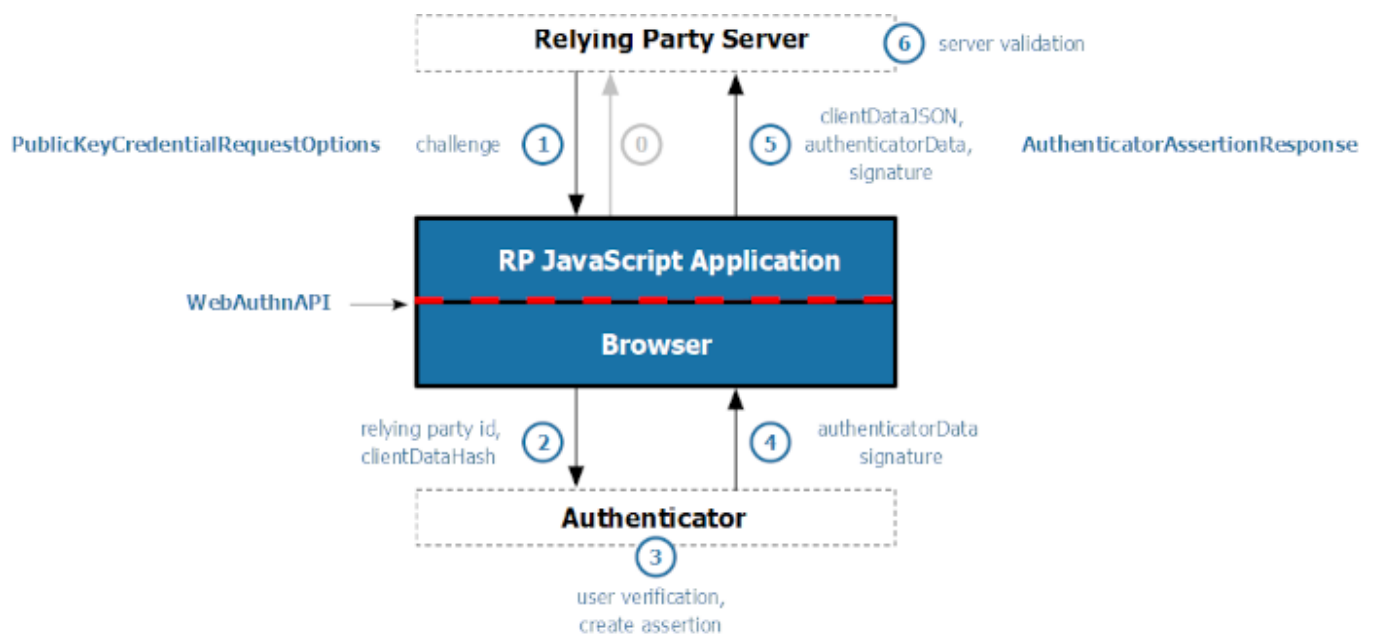 Relying Party Server
6 server validation
PublicKeyCredentialRequestOptions challenge 1 0 5 clientDataJSON,
authenticatorData,
signature
AuthenticatorAssertionResponse
RP JavaScript Application
WebAuthnAPI
Browser
relying party id,
clientDataHash
2
4
authenticatorData
signature
Authenticator
3
user verification,
create assertion